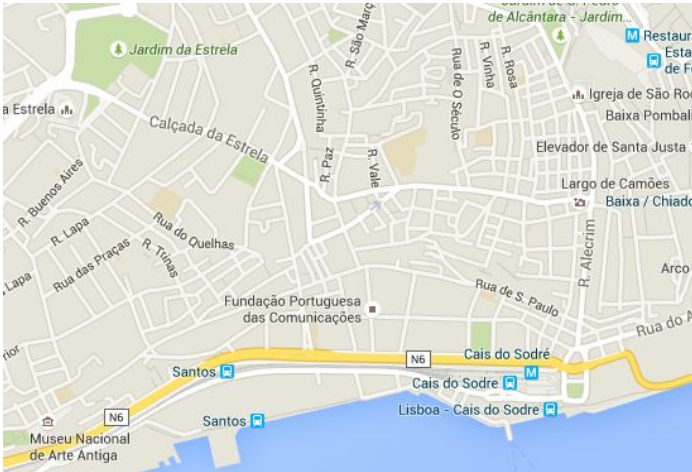 Jardim de S. Pedro
de Alcântara - Jardim...
Jardim da Estrela
R. São Març
M Restaur
Esta
de Fo
R. Quintinha
Rua de O Século
R. Vinha
R. Rosa
a Estrela
Igreja de São Roq
Baixa Pombali
Calçada da Estrela
Elevador de Santa Justa
R. Paz
R. Vale
Largo de Camões
Baixa / Chiado
R. Buenos Aires
R. Lapa
Rua do Quelhas
R. Trinas
Rua das Praças
Lapa
R. Alecrim
Arco
Rua de S. Paulo
Fundação Portuguesa
das Comunicações
Rua do A
rior
N6
Cais do Sodré
M
Santos
Cais do Sodre
Lisboa - Cais do Sodre
N6
Santos
Museu Nacional
de Arte Antiga